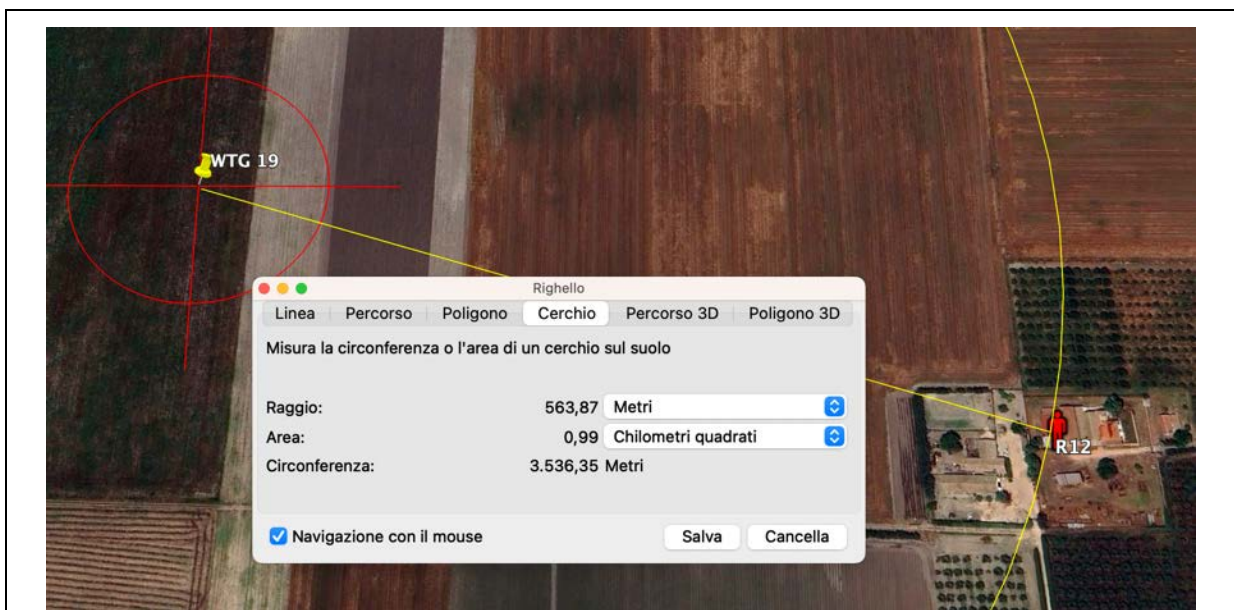 WTG 19
Righello
Linea Percorso Poligono Cerchio Percorso 3D Poligono 3D
Misura la circonferenza o l'area di un cerchio sul suolo
Raggio: 563,87 Metri
Area: 0,99 Chilometri quadrati
Circonferenza: 3.536,35 Metri
R12
Navigazione con il mouse Salva Cancella